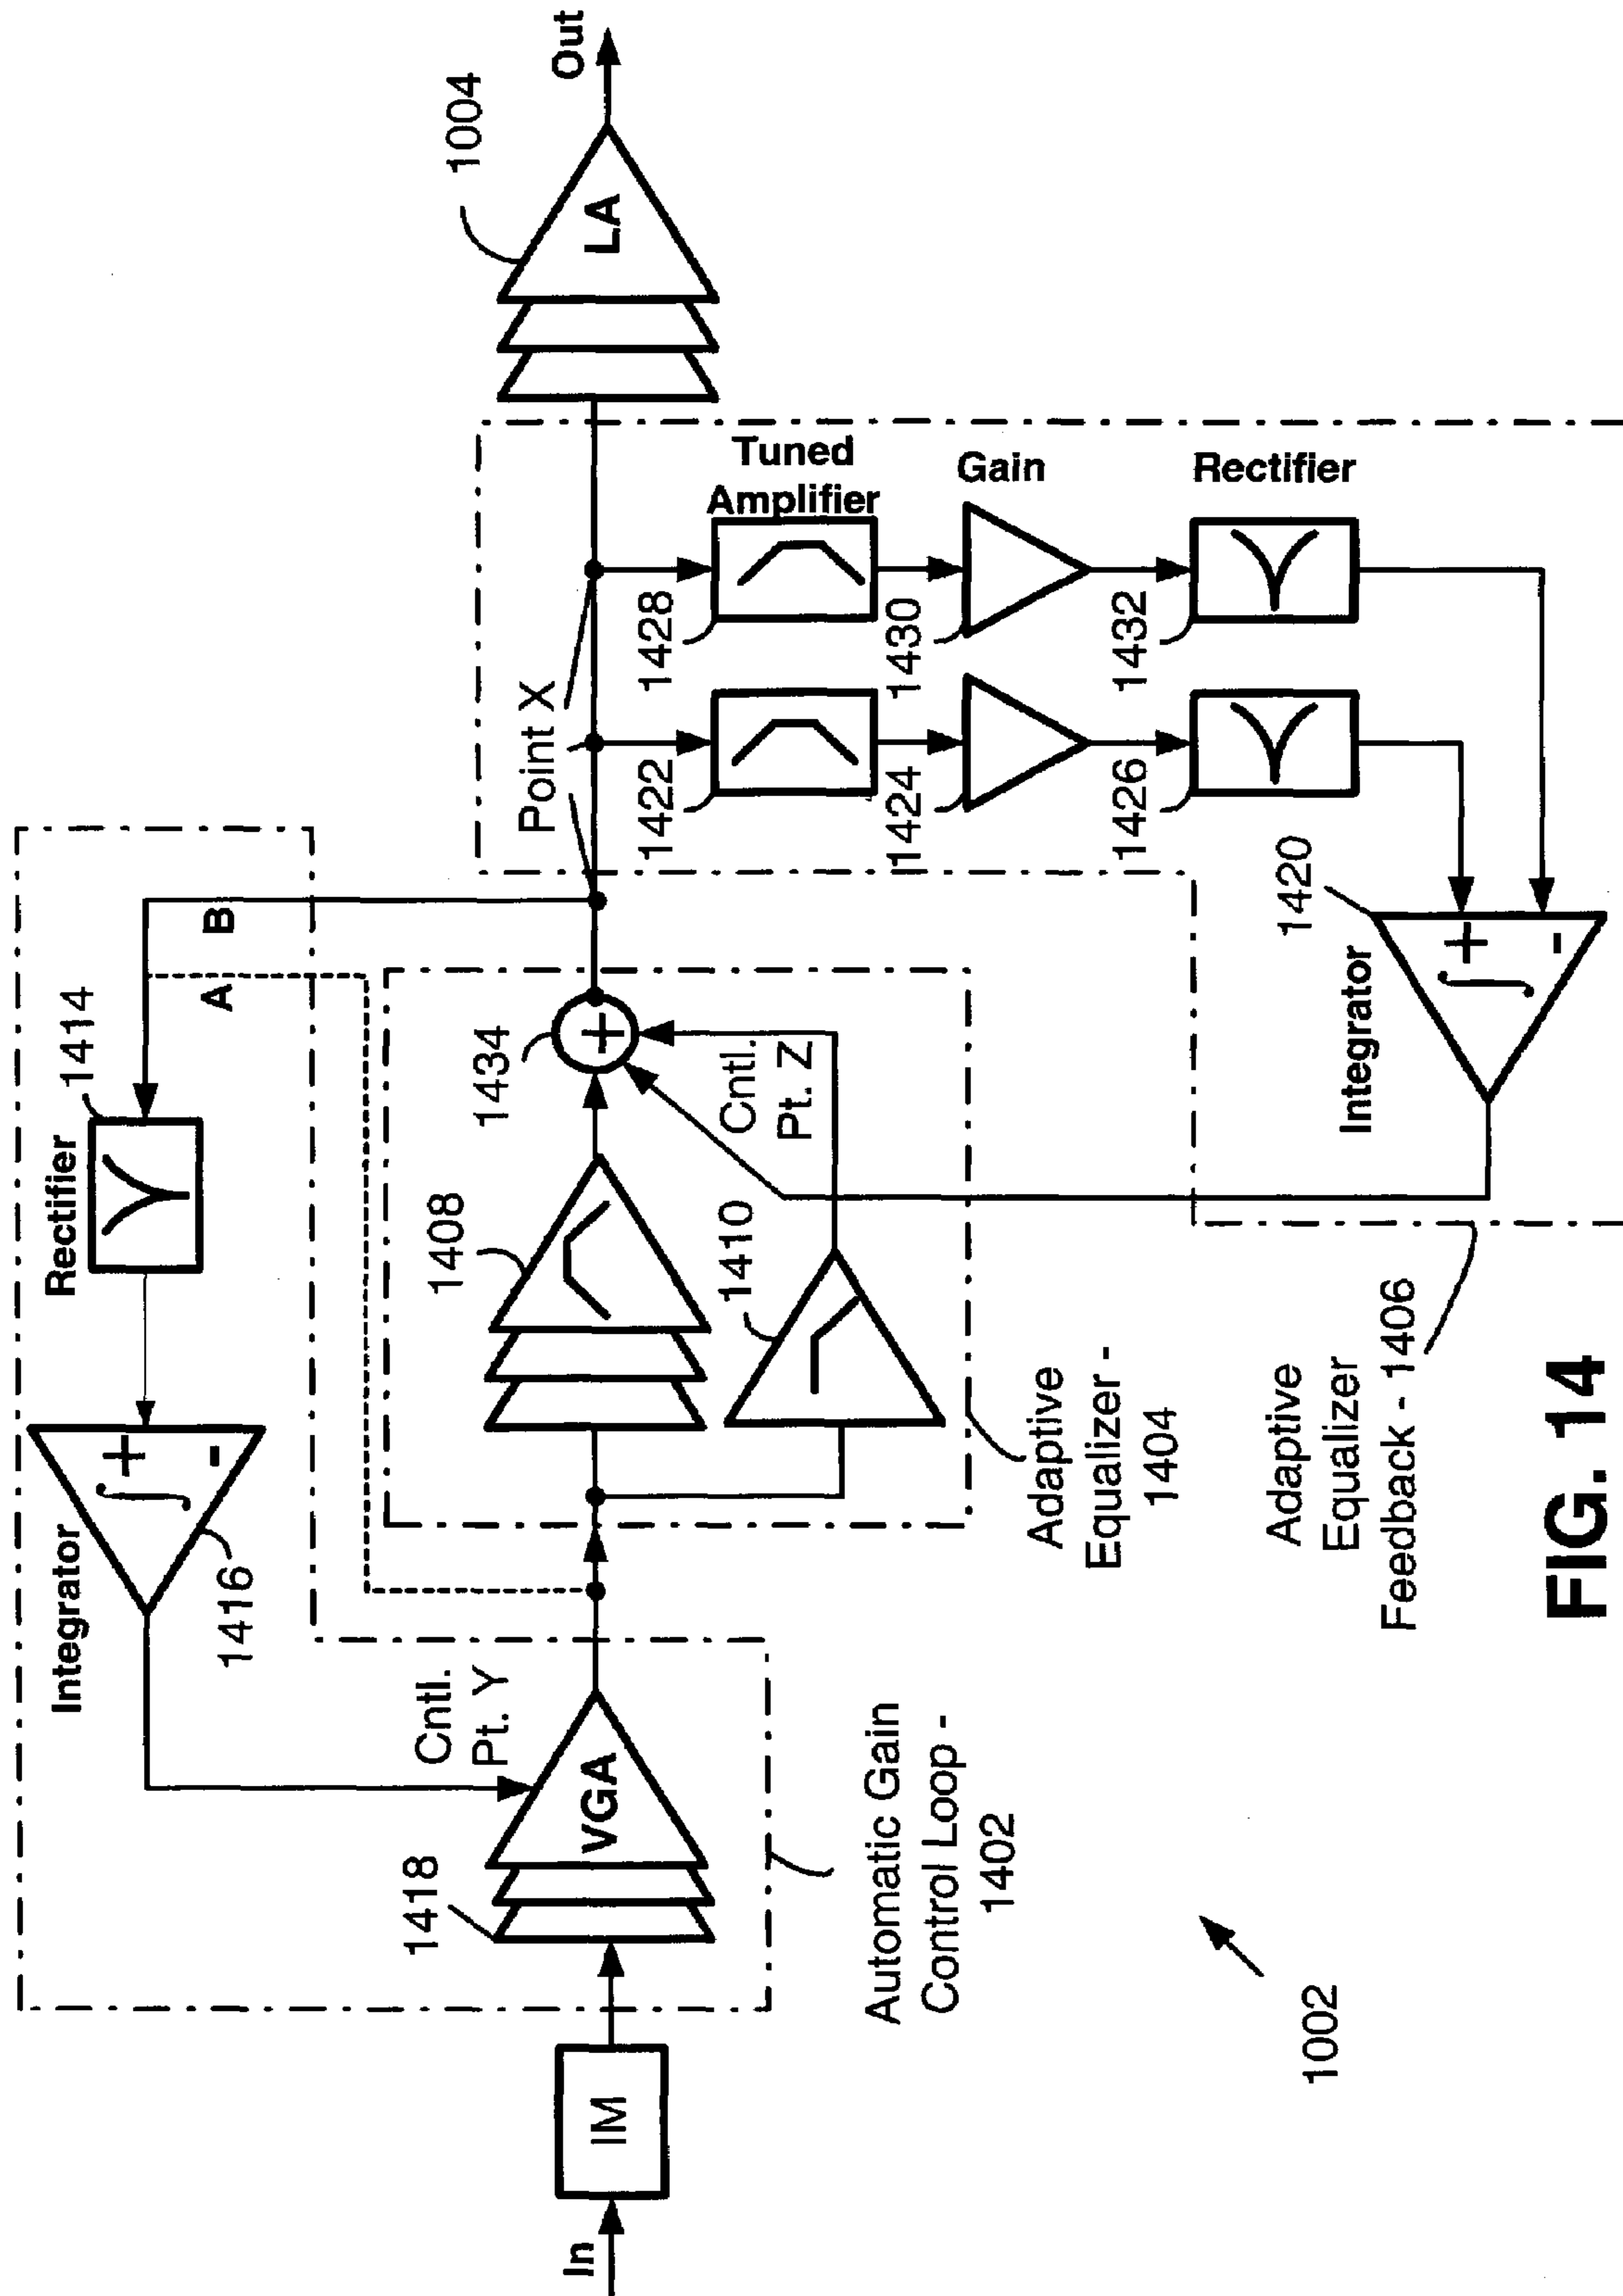 Integrator
Rectifier
1414
1416
A
B
Cntl.
Pt. Y
1418
VGA
In
IM
Automatic Gain
Control Loop -
1402
1408
1434
1410
Cntl.
Pt. Z
Adaptive
Equalizer -
1404
Point X
1004
LA
Out
1422
1428
Tuned
Amplifier
1424
1430
Gain
1426
1432
Rectifier
1420
Integrator
∫ +
-
∫ +
-
+
Adaptive
Equalizer
Feedback - 1406
1002
FIG. 14